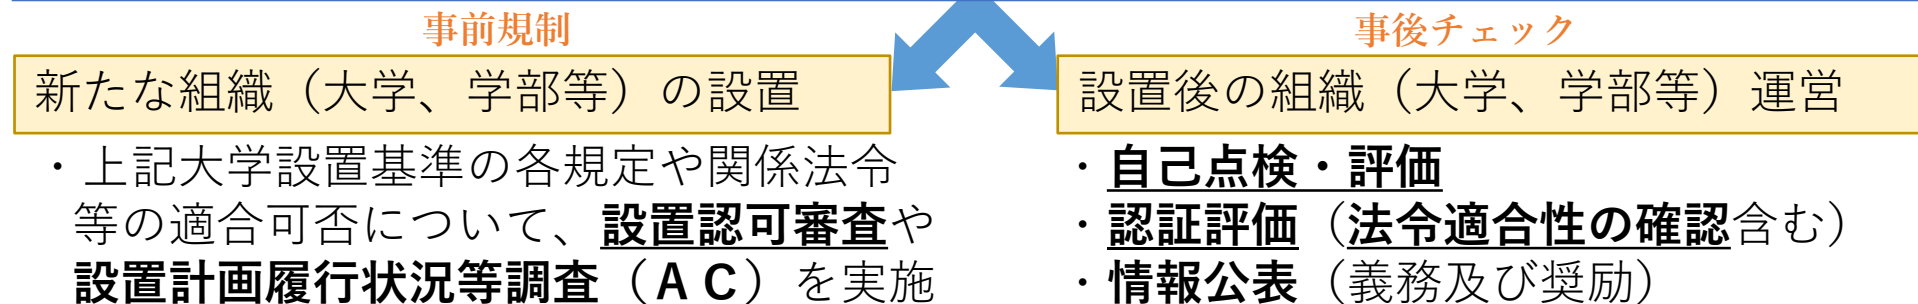 事前規制
新たな組織（大学、学部等）の設置
・上記大学設置基準の各規定や関係法令
等の適合可否について、設置認可審査や
設置計画履行状況等調査（ＡＣ）を実施
事後チェック
設置後の組織（大学、学部等）運営
・自己点検・評価
・認証評価（法令適合性の確認含む）
・情報公表（義務及び奨励）